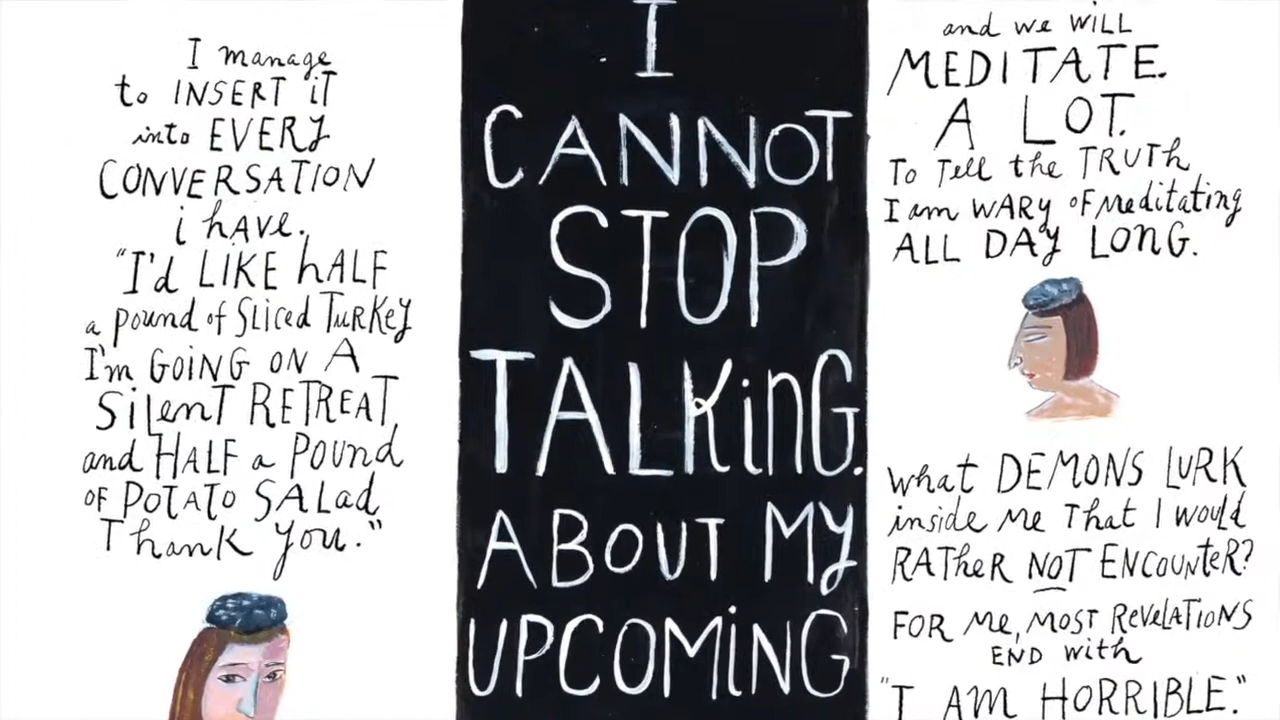 I manage
to INSERT iT
into EVERY
CONVERSATION
i hAVE.
"I'd LIKE hALF
a pound of Sliced TurKey
I'm GOING ON A
SilenT RETREAT
and HALF a Pound
OF POTATO SALad
Thank You."
I
CANNOT
STOP
TALKinG.
ABOUT MY
UPCOMiNG
and we WILL
MEDITATE.
A LOT.
To Tell the TRUTh
I am WARY OF Meditating
ALL DAY LONG.
what DEMONS LURK
inside Me That I would
RATheR NOT ENCOUNteR?
FOR Me, MOST ReVeLATIONS
END with
"I AM HORRIBLE."